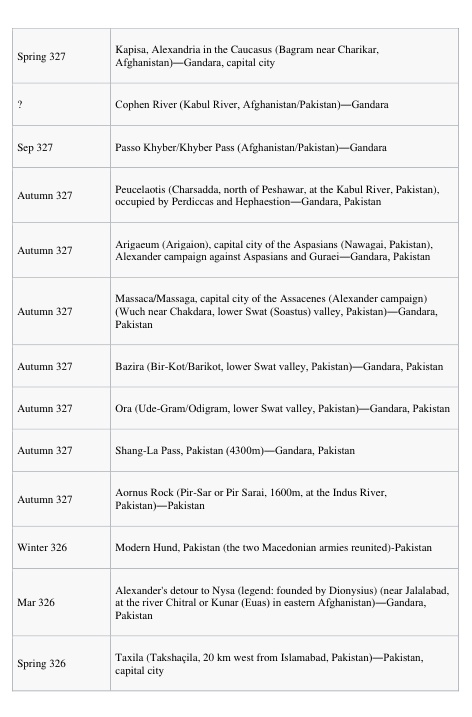 Spring 327
Kapisa, Alexandria in the Caucasus (Bagram near Charikar,
Afghanistan)—Gandara, capital city
?
Cophen River (Kabul River, Afghanistan/Pakistan)—Gandara
Sep 327
Passo Khyber/Khyber Pass (Afghanistan/Pakistan)—Gandara
Autumn 327
Peucelaotis (Charsadda, north of Peshawar, at the Kabul River, Pakistan),
occupied by Perdiccas and Hephaestion—Gandara, Pakistan
Autumn 327
Arigaeum (Arigaion), capital city of the Aspasians (Nawagai, Pakistan),
Alexander campaign against Aspasians and Guraei—Gandara, Pakistan
Autumn 327
Massaca/Massaga, capital city of the Assacenes (Alexander campaign)
(Wuch near Chakdara, lower Swat (Soastus) valley, Pakistan)—Gandara,
Pakistan
Autumn 327
Bazira (Bir-Kot/Barikot, lower Swat valley, Pakistan)—Gandara, Pakistan
Autumn 327
Ora (Ude-Gram/Odigram, lower Swat valley, Pakistan)—Gandara, Pakistan
Autumn 327
Shang-La Pass, Pakistan (4300m)—Gandara, Pakistan
Autumn 327
Aornus Rock (Pir-Sar or Pir Sarai, 1600m, at the Indus River,
Pakistan)—Pakistan
Winter 326
Modern Hund, Pakistan (the two Macedonian armies reunited)-Pakistan
Mar 326
Alexander's detour to Nysa (legend: founded by Dionysius) (near Jalalabad,
at the river Chitral or Kunar (Euas) in eastern Afghanistan)—Gandara,
Pakistan
Spring 326
Taxila (Takshaçila, 20 km west from Islamabad, Pakistan)—Pakistan,
capital city